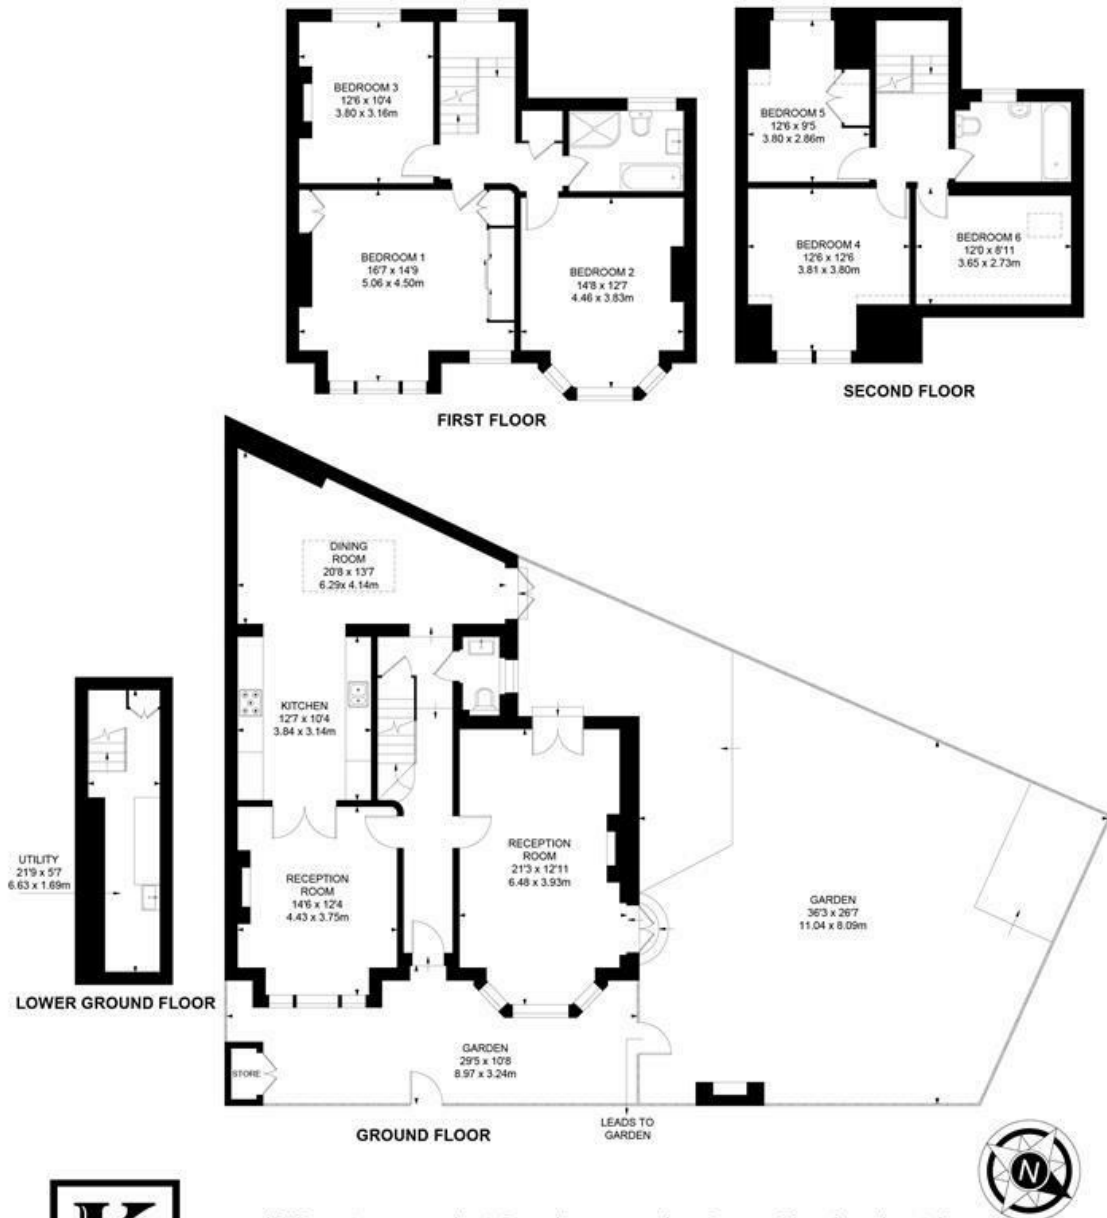 BEDROOM 3
12'6 x 10'4
3.80 x 3.16m
BEDROOM 1
16'7 x 14'9
5.06 x 4.50m
BEDROOM 2
14'8 x 12'7
4.46 x 3.83m
FIRST FLOOR
BEDROOM 5
12'6 x 9'5
3.80 x 2.86m
BEDROOM 4
12'6 x 12'6
3.81 x 3.80m
BEDROOM 6
12'0 x 8'11
3.65 x 2.73m
SECOND FLOOR
DINING
ROOM
20'8 x 13'7
6.29x 4.14m
KITCHEN
12'7 x 10'4
3.84 x 3.14m
RECEPTION
ROOM
14'6 x 12'4
4.43 x 3.75m
RECEPTION
ROOM
21'3 x 12'11
6.48 x 3.93m
GARDEN
36'3 x 26'7
11.04 x 8.09m
UTILITY
21'9 x 5'7
6.63 x 1.69m
LOWER GROUND FLOOR
GARDEN
29'5 x 10'8
8.97 x 3.24m
STORE
GROUND FLOOR
LEADS TO
GARDEN
N